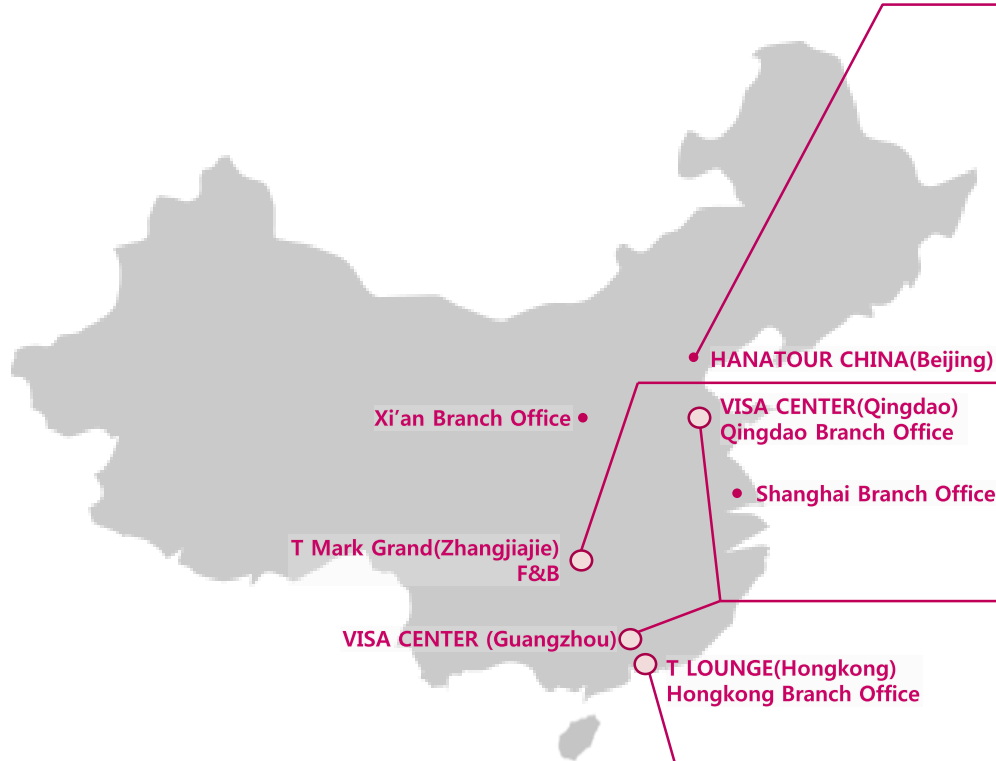 HANATOUR CHINA(Beijing)
VISA CENTER(Qingdao)
Qingdao Branch Office
Xi’an Branch Office
Shanghai Branch Office
T Mark Grand(Zhangjiajie)
F&B
VISA CENTER (Guangzhou)
T LOUNGE(Hongkong)
Hongkong Branch Office